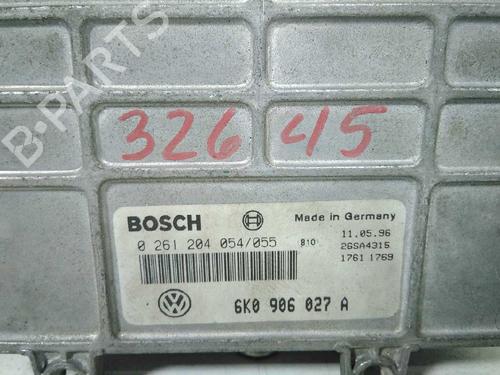 B-PARTS
326 45
BOSCH
Made in Germany
0 261 204 054/055 B10
11.05.96
26SA4315
1761 1769
6K0 906 027 A